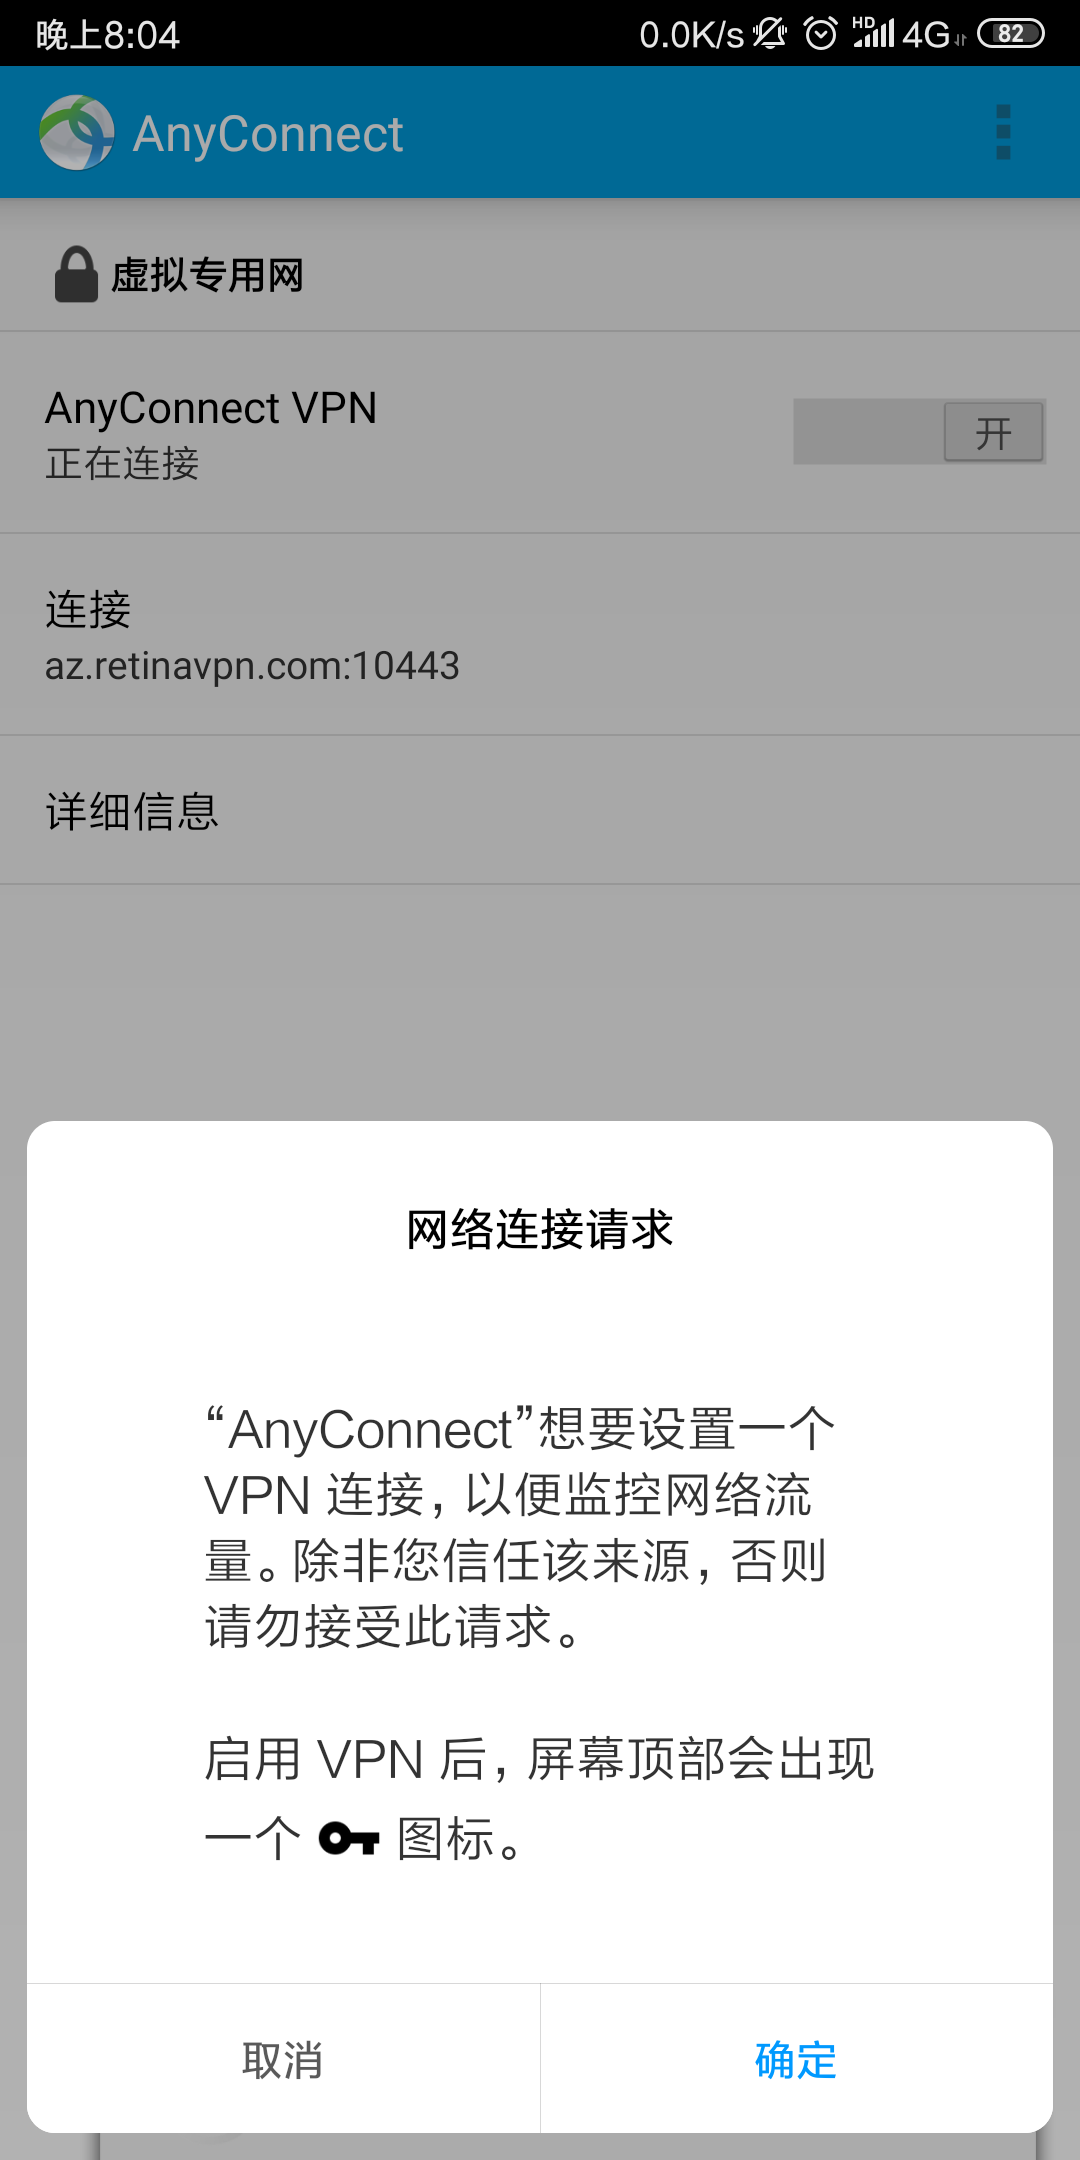 晚上8:04
0.0K/s HD 4G 82
AnyConnect
虚拟专用网
AnyConnect VPN
正在连接
开
连接
az.retinavpn.com:10443
详细信息
网络连接请求
“AnyConnect”想要设置一个
VPN 连接，以便监控网络流
量。除非您信任该来源，否则
请勿接受此请求。
启用 VPN 后，屏幕顶部会出现
一个 图标。
取消
确定